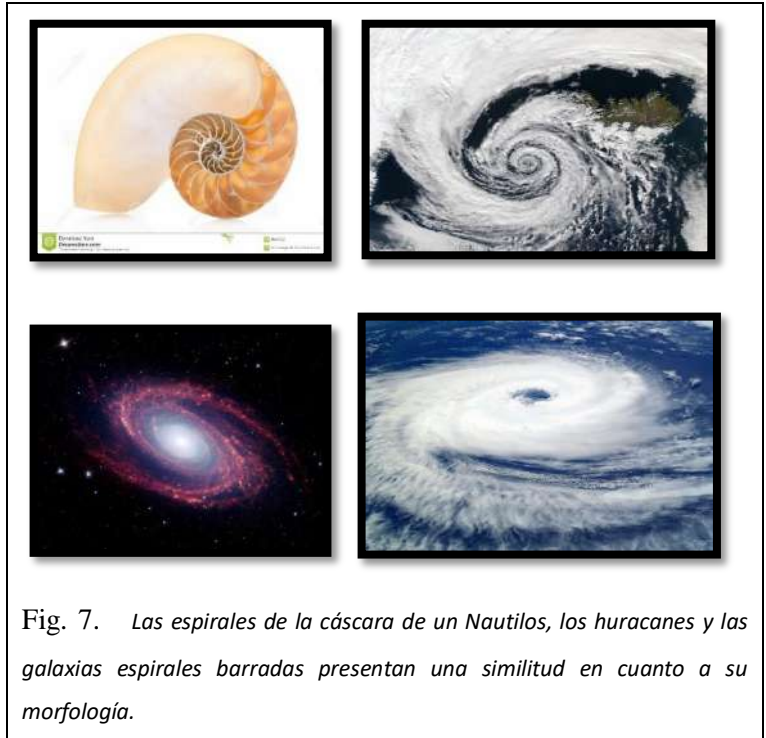 Fig. 7. Las espirales de la cáscara de un Nautilos, los huracanes y las
galaxias espirales barradas presentan una similitud en cuanto a su
morfología.